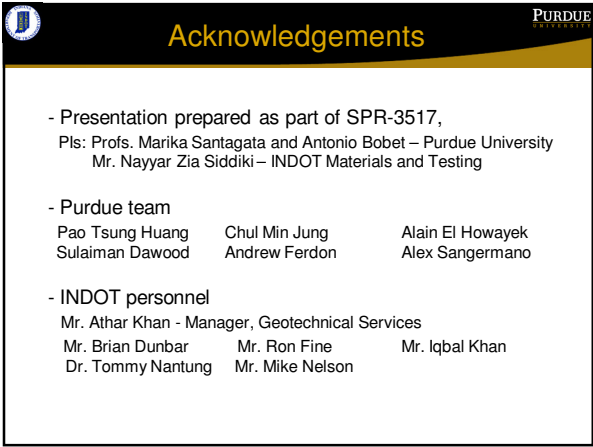 PURDUE
UNIVERSITY
Acknowledgements
- Presentation prepared as part of SPR-3517,
PIs: Profs. Marika Santagata and Antonio Bobet – Purdue University
Mr. Nayyar Zia Siddiki – INDOT Materials and Testing
- Purdue team
Pao Tsung Huang Chul Min Jung Alain El Howayek
Sulaiman Dawood Andrew Ferdon Alex Sangermano
- INDOT personnel
Mr. Athar Khan - Manager, Geotechnical Services
Mr. Brian Dunbar Mr. Ron Fine Mr. Iqbal Khan
Dr. Tommy Nantung Mr. Mike Nelson